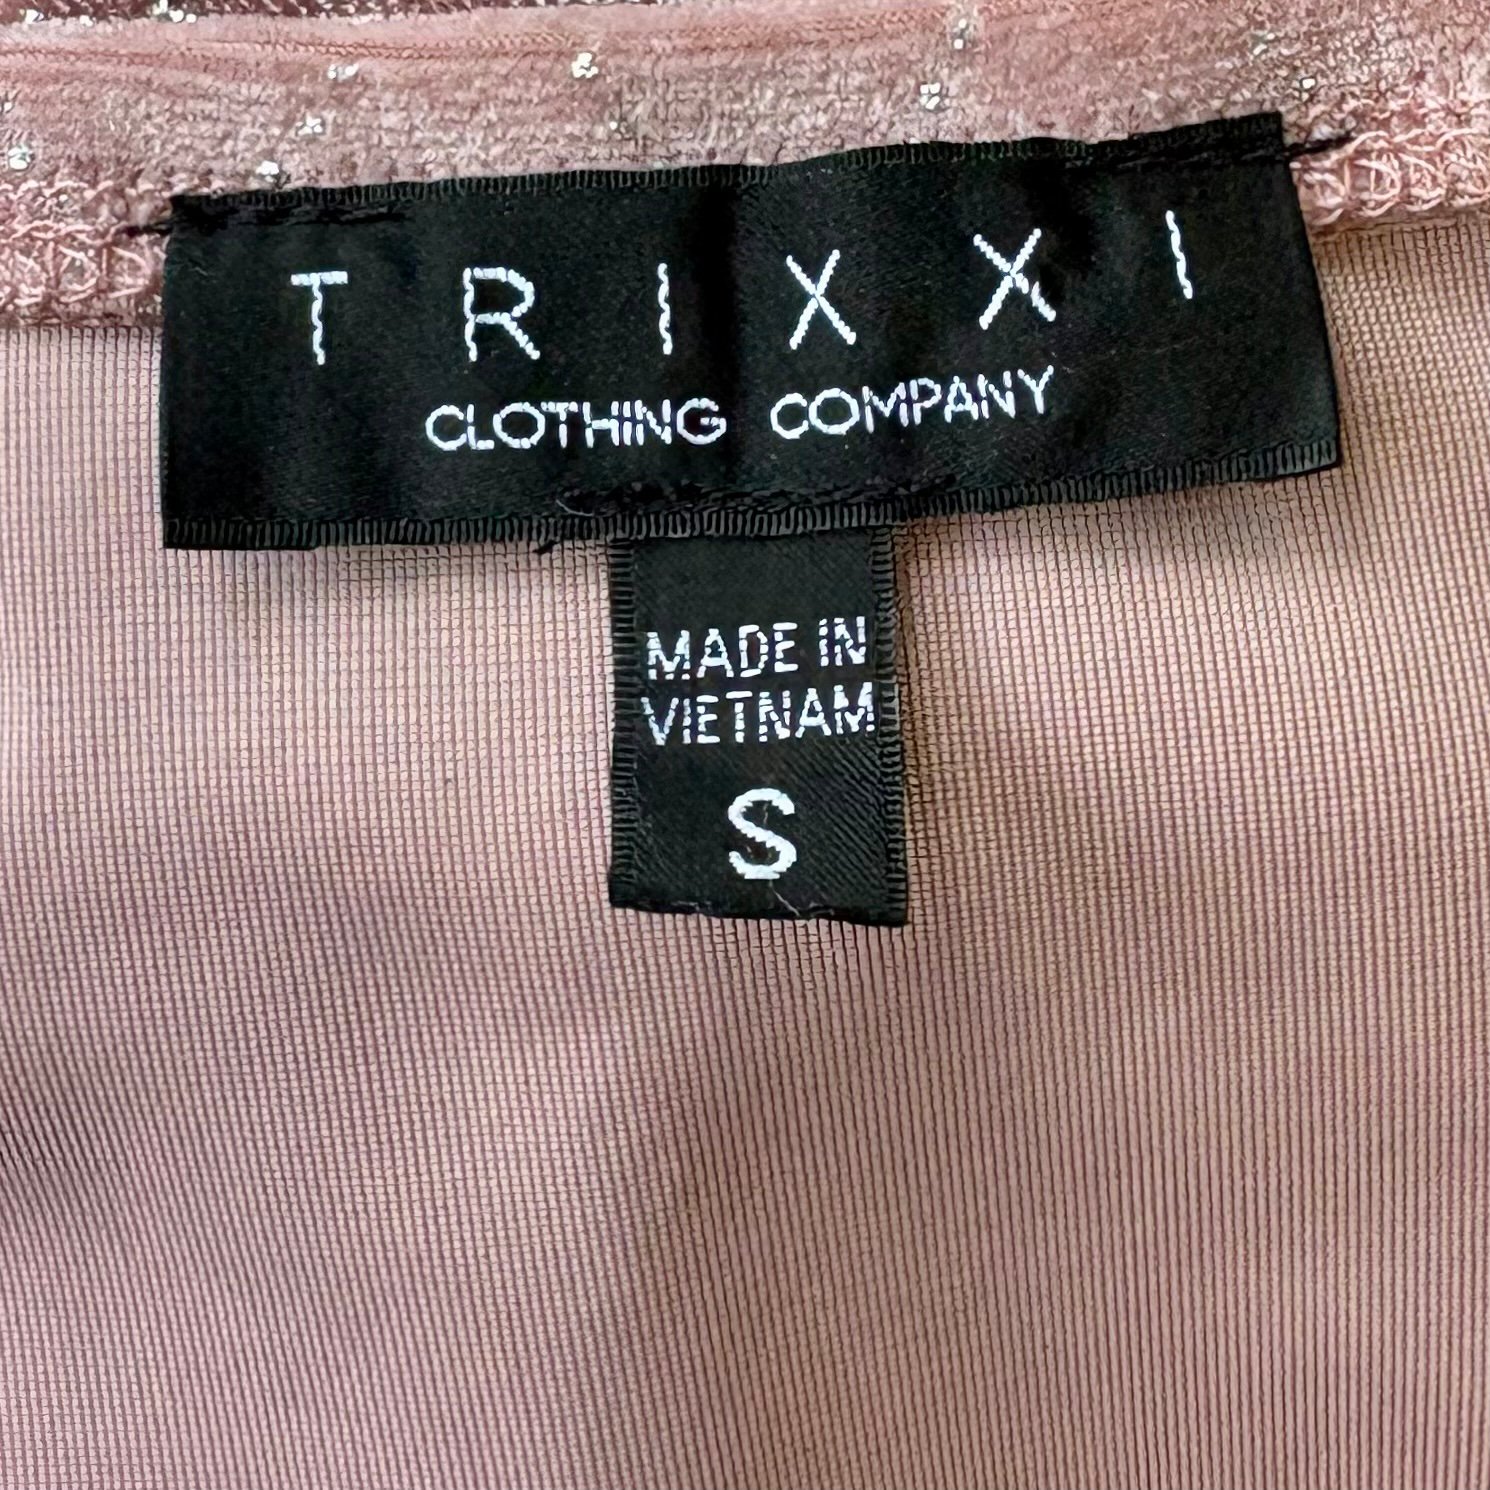 TRIXXI
CLOTHING COMPANY
MADE IN
VIETNAM
S